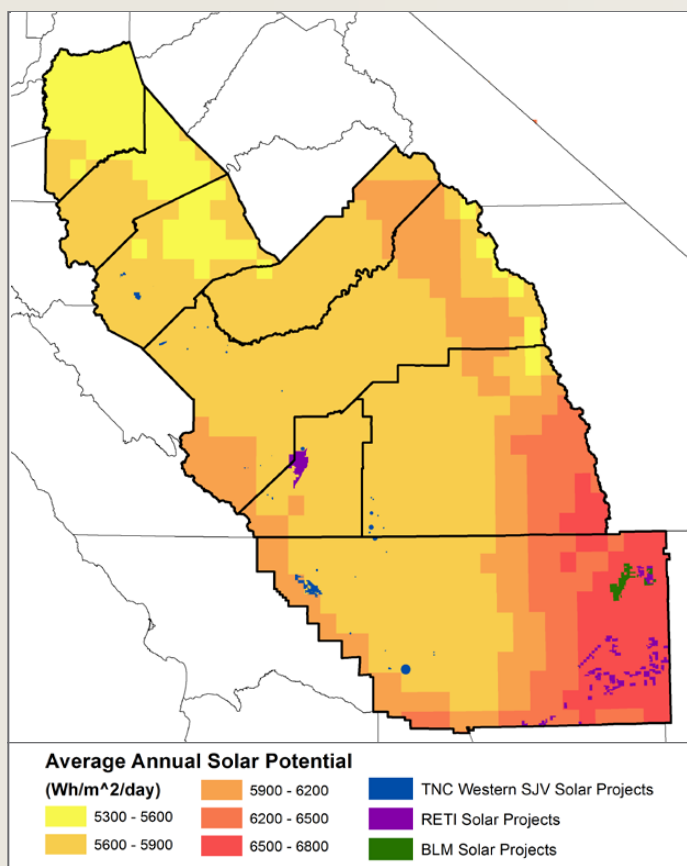 Average Annual Solar Potential
(Wh/m^2/day)
5300 - 5600
5600 - 5900
5900 - 6200
6200 - 6500
6500 - 6800
TNC Western SJV Solar Projects
RETI Solar Projects
BLM Solar Projects